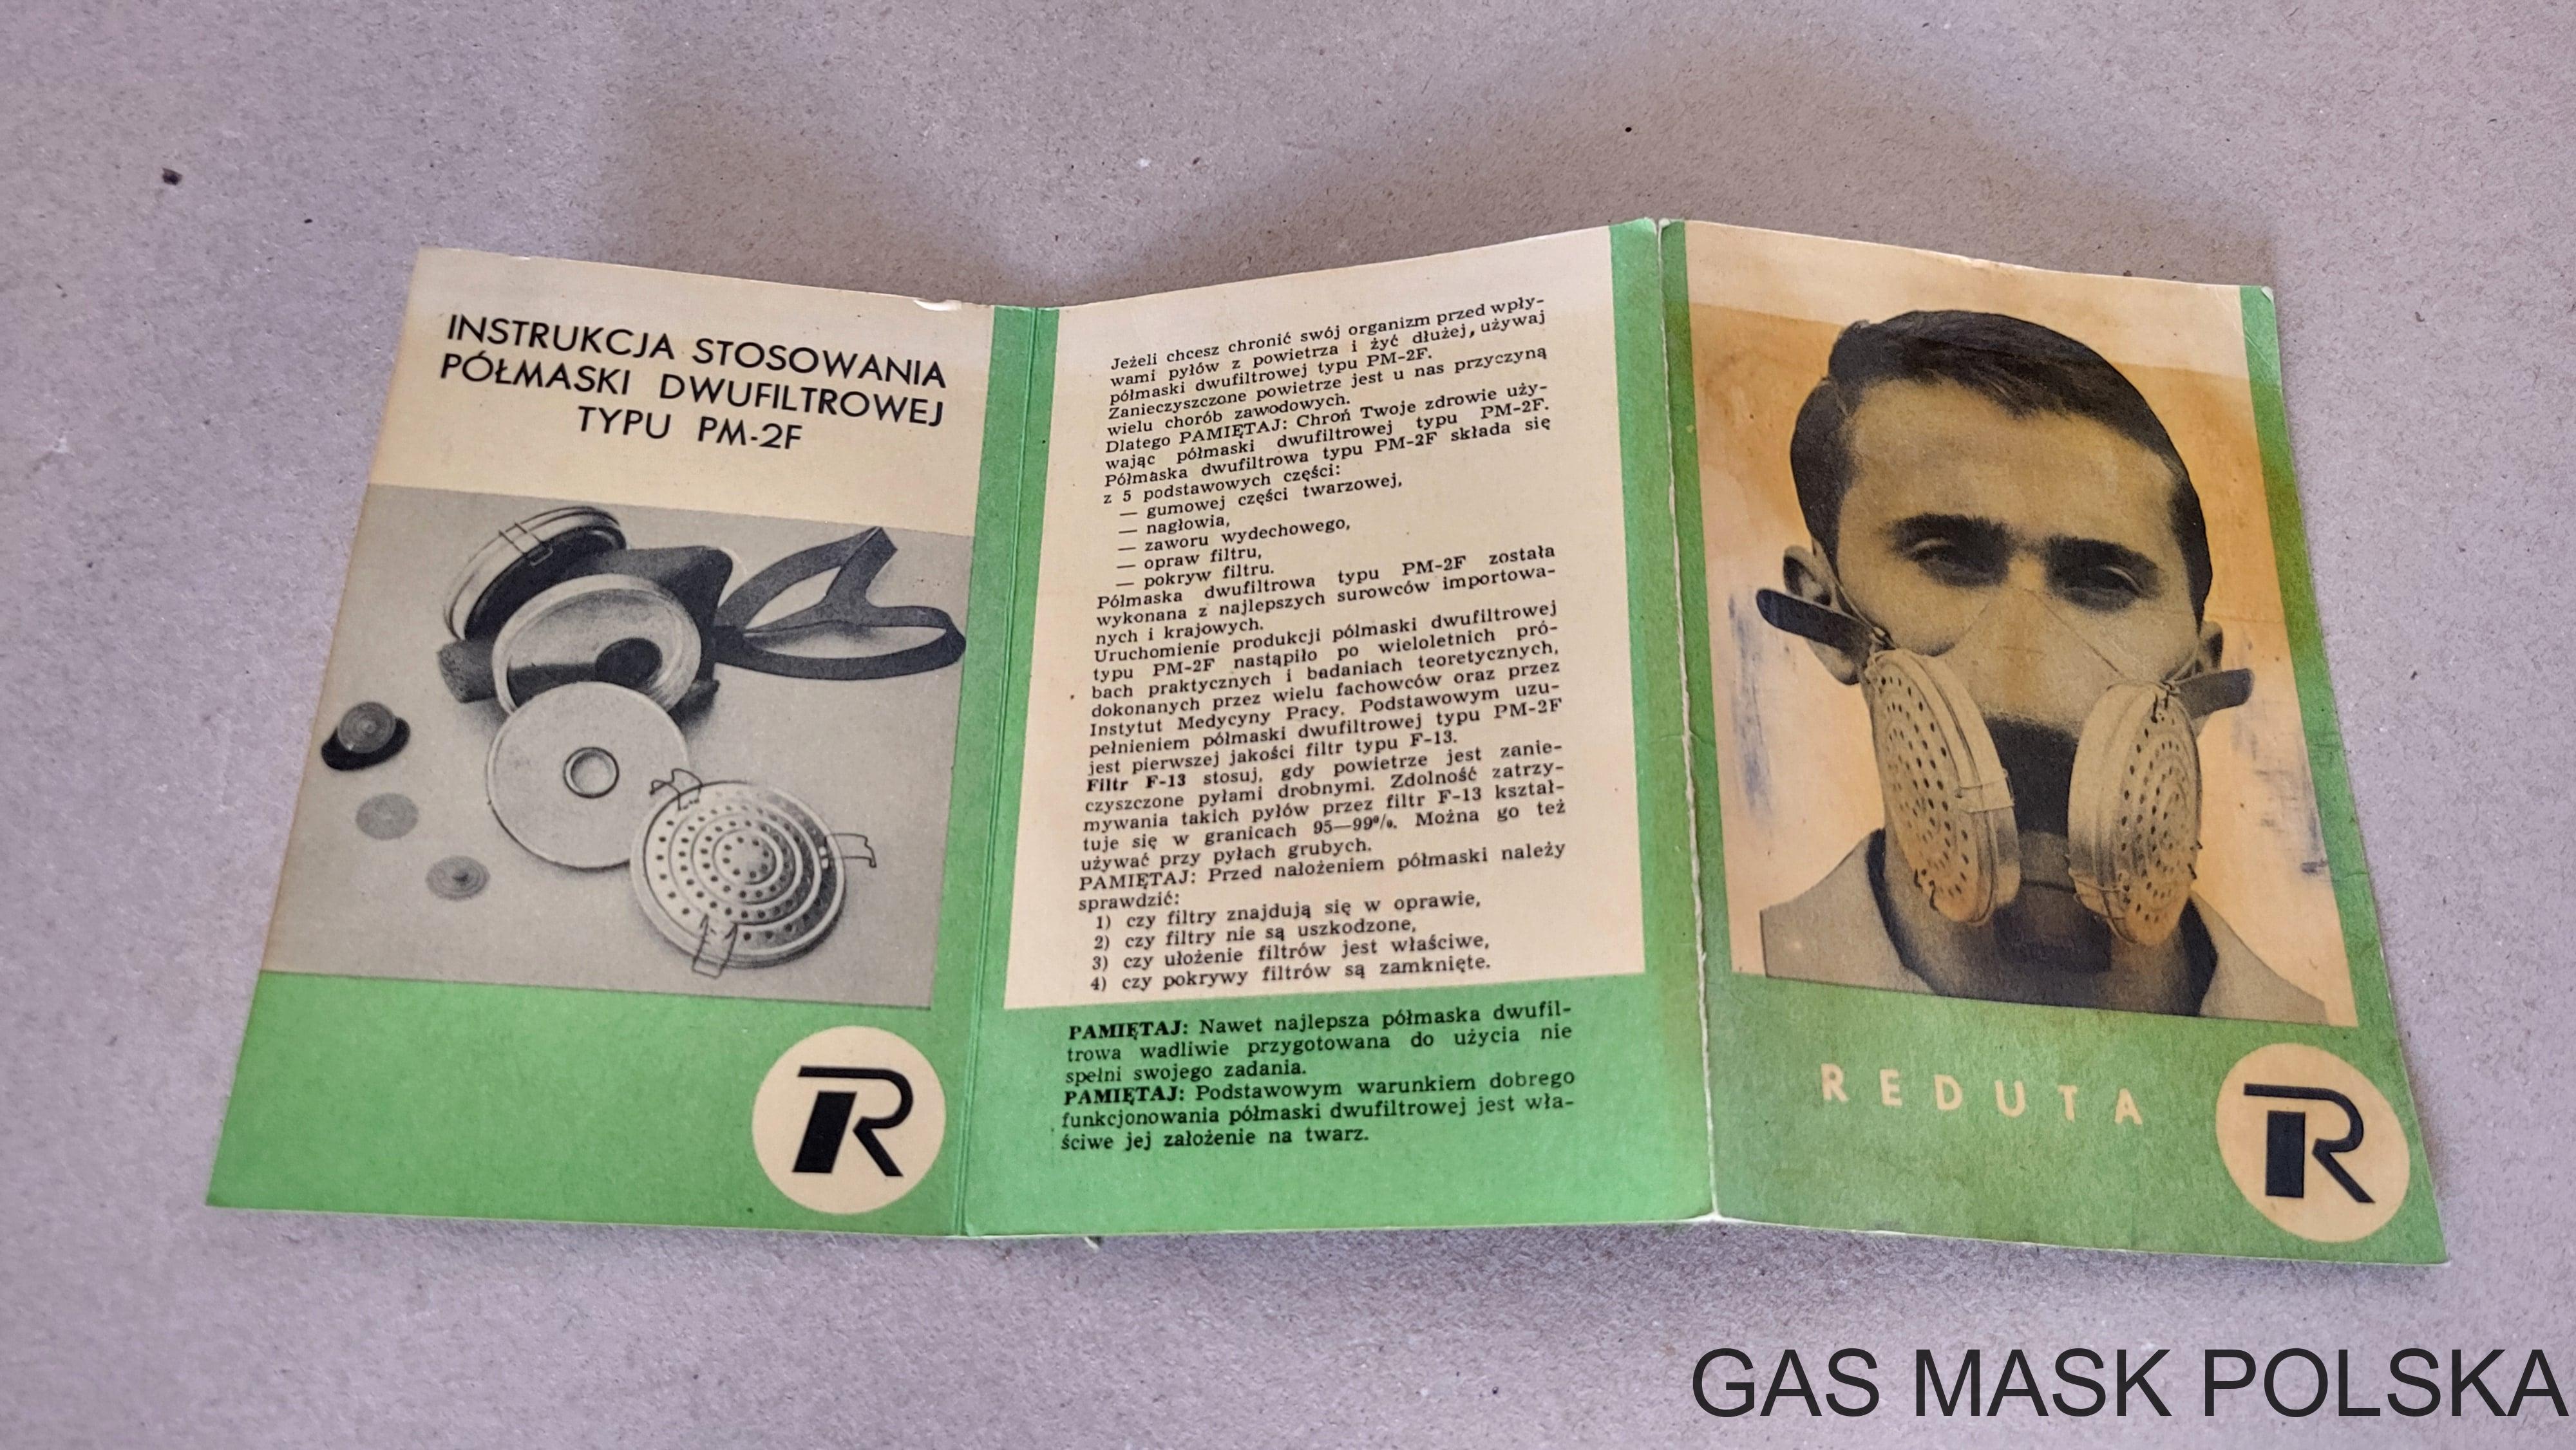 INSTRUKCJA STOSOWANIA
PÓŁMASKI DWUFILTROWEJ
TYPU PM-2F
R
Jeżeli chcesz chronić swój organizm przed wpły-
wami pyłów z powietrza i żyć dłużej, używaj
półmaski dwufiltrowej typu PM-2F.
Zanieczyszczone powietrze jest u nas przyczyną
wielu chorób zawodowych.
Dlatego PAMIĘTAJ: Chroń Twoje zdrowie uży-
wając półmaski dwufiltrowej typu PM-2F.
Półmaska dwufiltrowa typu PM-2F składa się
z 5 podstawowych części:
— gumowej części twarzowej,
— nagłowia,
— zaworu wydechowego,
— opraw filtru,
— pokryw filtru.
Półmaska dwufiltrowa typu PM-2F została
wykonana z najlepszych surowców importowa-
nych i krajowych.
Uruchomienie produkcji półmaski dwufiltrowej
typu PM-2F nastąpiło po wieloletnich pró-
bach praktycznych i badaniach teoretycznych,
dokonanych przez wielu fachowców oraz przez
Instytut Medycyny Pracy. Podstawowym uzu-
pełnieniem półmaski dwufiltrowej typu PM-2F
jest pierwszej jakości filtr typu F-13.
Filtr F-13 stosuj, gdy powietrze jest zanie-
czyszczone pyłami drobnymi. Zdolność zatrzy-
mywania takich pyłów przez filtr F-13 kształ-
tuje się w granicach 95—99%. Można go też
używać przy pyłach grubych.
PAMIĘTAJ: Przed nałożeniem półmaski należy
sprawdzić:
1) czy filtry znajdują się w oprawie,
2) czy filtry nie są uszkodzone,
3) czy ułożenie filtrów jest właściwe,
4) czy pokrywy filtrów są zamknięte.
PAMIĘTAJ: Nawet najlepsza półmaska dwufil-
trowa wadliwie przygotowana do użycia nie
spełni swojego zadania.
PAMIĘTAJ: Podstawowym warunkiem dobrego
funkcjonowania półmaski dwufiltrowej jest wła-
ściwe jej założenie na twarz.
REDUTA
R
GAS MASK POLSKA